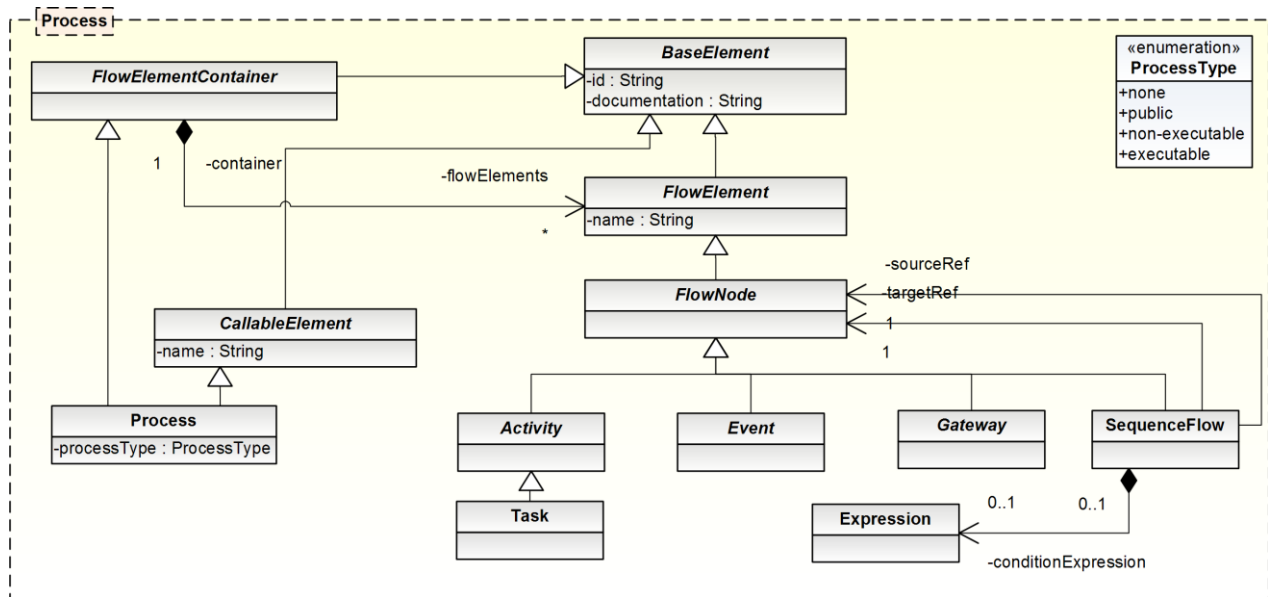 Process
FlowElementContainer
BaseElement
-id : String
-documentation : String
«enumeration»
ProcessType
+none
+public
+non-executable
+executable
1
-container
-flowElements
*
FlowElement
-name : String
-sourceRef
-targetRef
FlowNode
1
1
CallableElement
-name : String
Process
-processType : ProcessType
Activity
Event
Gateway
SequenceFlow
Task
Expression
0..1
0..1
-conditionExpression